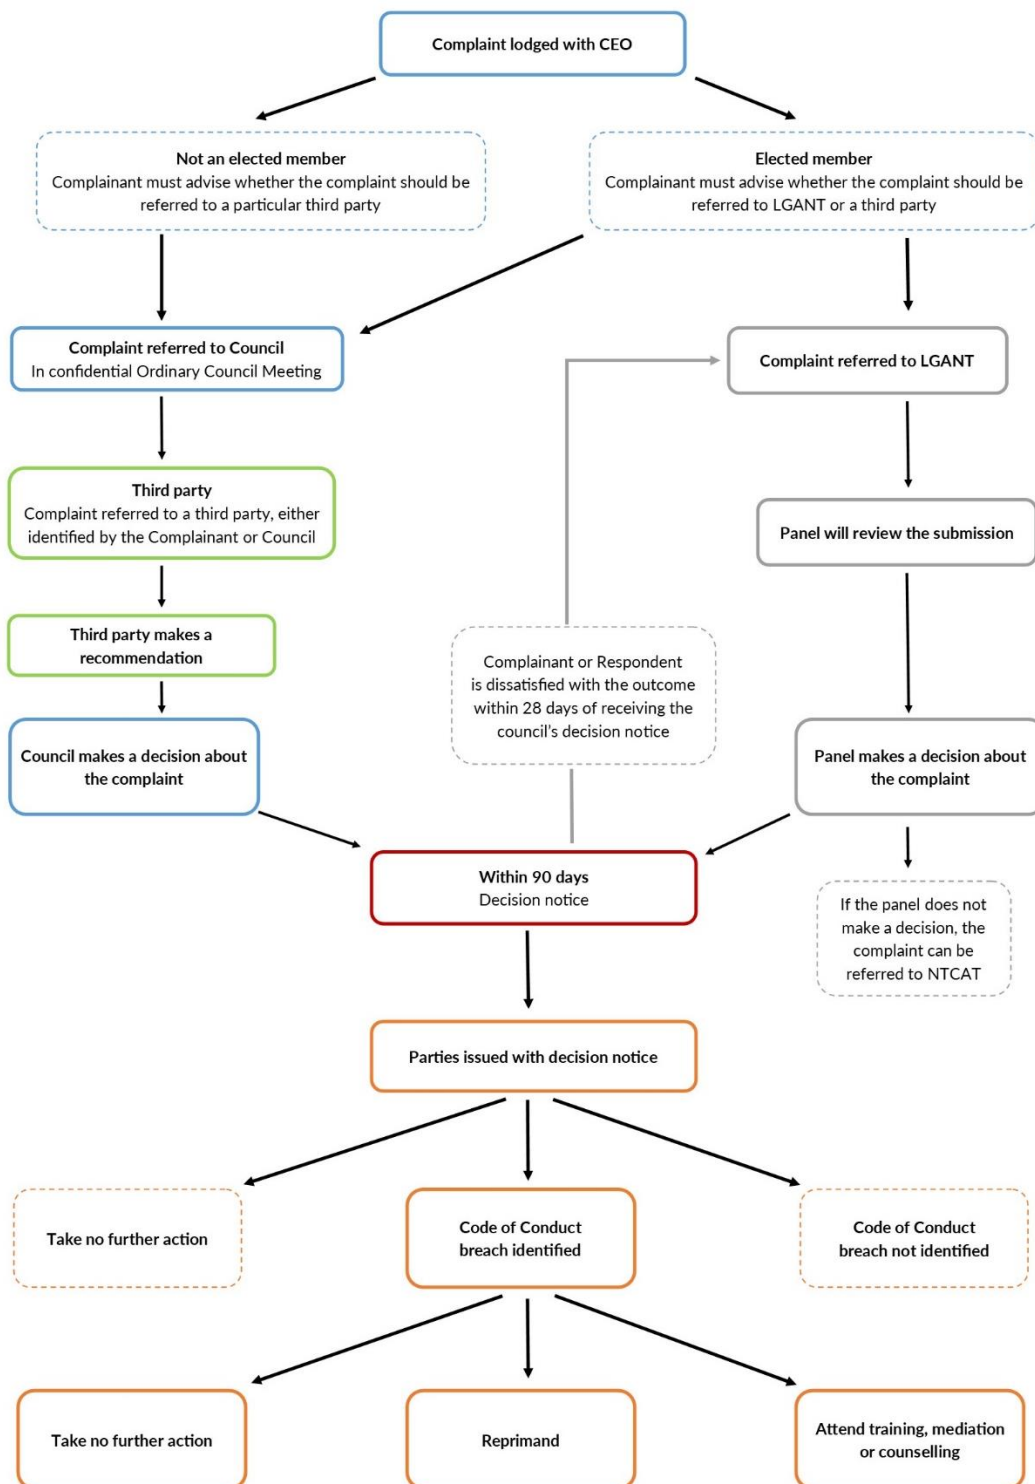 Complaint lodged with CEO
Not an elected member
Complainant must advise whether the complaint should be
referred to a particular third party
Elected member
Complainant must advise whether the complaint should be
referred to LGANT or a third party
Complaint referred to Council
In confidential Ordinary Council Meeting
Complaint referred to LGANT
Third party
Complaint referred to a third party, either
identified by the Complainant or Council
Panel will review the submission
Third party makes a
recommendation
Complainant or Respondent
is dissatisfied with the outcome
within 28 days of receiving the
council's decision notice
Council makes a decision about
the complaint
Panel makes a decision about
the complaint
Within 90 days
Decision notice
If the panel does not
make a decision, the
complaint can be
referred to NTCAT
Parties issued with decision notice
Take no further action
Code of Conduct
breach identified
Code of Conduct
breach not identified
Take no further action
Reprimand
Attend training, mediation
or counselling